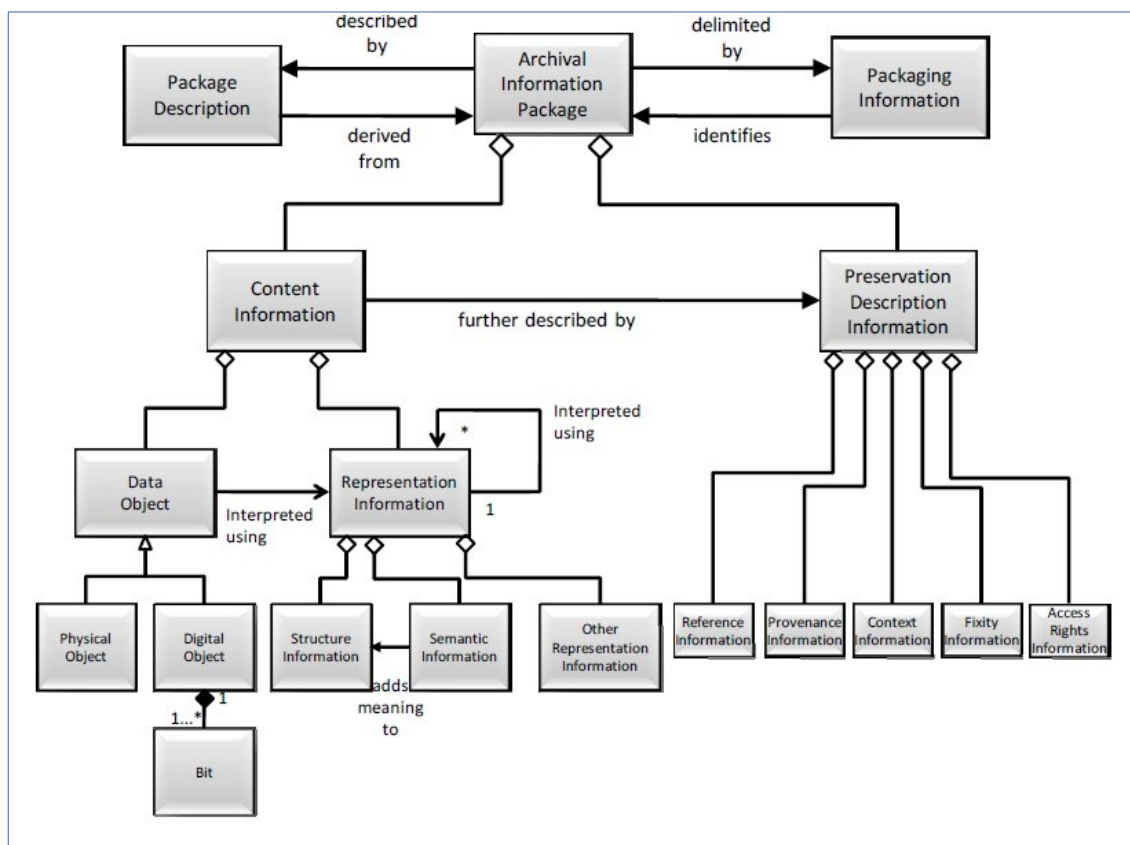 described
by
delimited
by
Package
Description
Archival
Information
Package
Packaging
Information
derived
from
identifies
Content
Information
further described by
Preservation
Description
Information
Interpreted
using
*
1
Data
Object
Interpreted
using
Representation
Information
Physical
Object
Digital
Object
Structure
Information
Semantic
Information
Other
Representation
Information
Reference
Information
Provenance
Information
Context
Information
Fixity
Information
Access
Rights
Information
adds
meaning
to
1
1...*
Bit